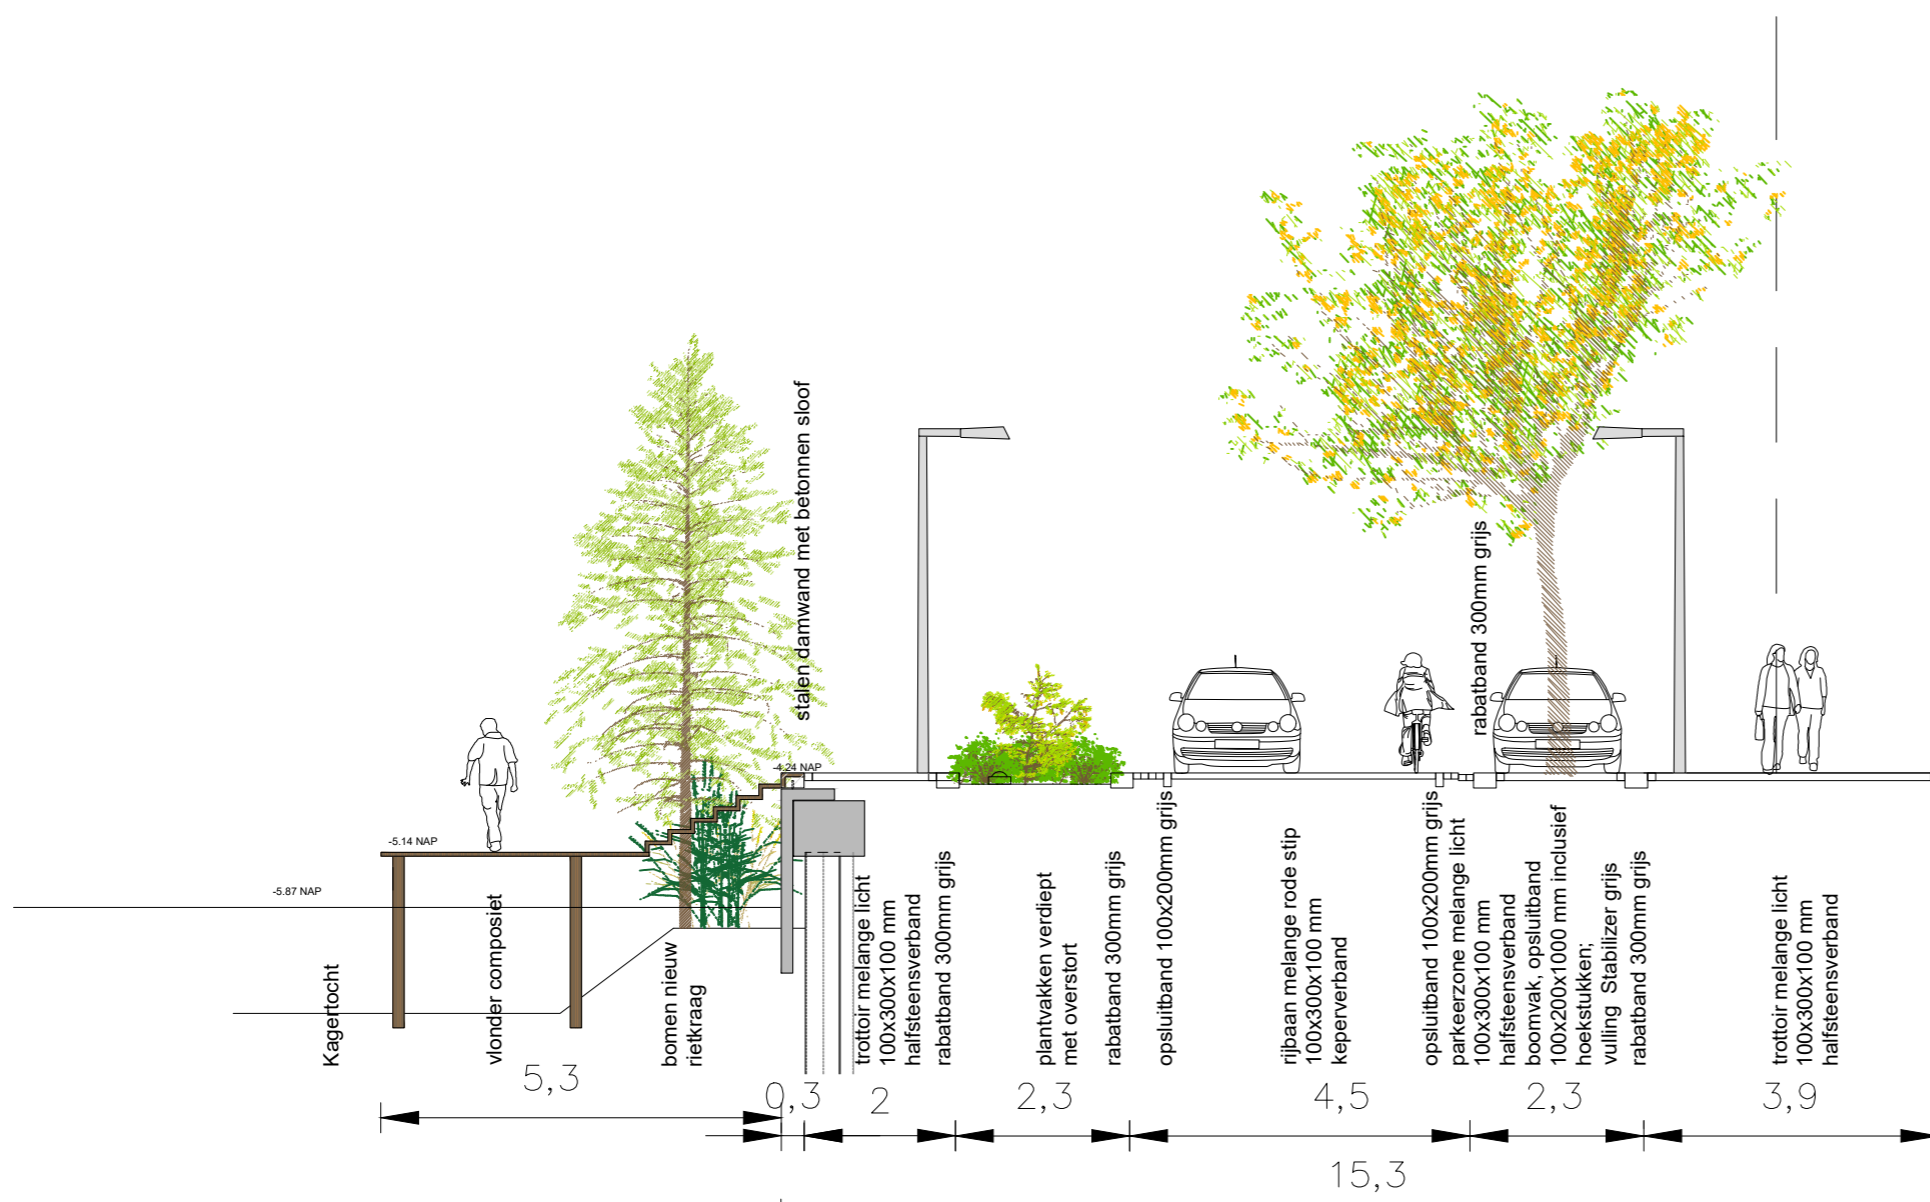 stalen damwand met betonnen sloof
rabatband 300mm grijs
-4.24 NAP
-5.14 NAP
-5.87 NAP
Kagertocht
vlonder composiet
bomen nieuw
rietkraag
trottoir melange licht
100x300x100 mm
halfsteensverband
rabatband 300mm grijs
plantvakken verdiept
met overstort
rabatband 300mm grijs
opsluitband 100x200mm grijs
rijbaan melange rode stip
100x300x100 mm
keperverband
opsluitband 100x200mm grijs
parkeerzone melange licht
100x300x100 mm
halfsteensverband
boomvak, opsluitband
100x200x1000 mm inclusief
hoekstukken;
vulling Stabilizer grijs
rabatband 300mm grijs
trottoir melange licht
100x300x100 mm
halfsteensverband
5,3
0,3
2
2,3
4,5
2,3
3,9
15,3